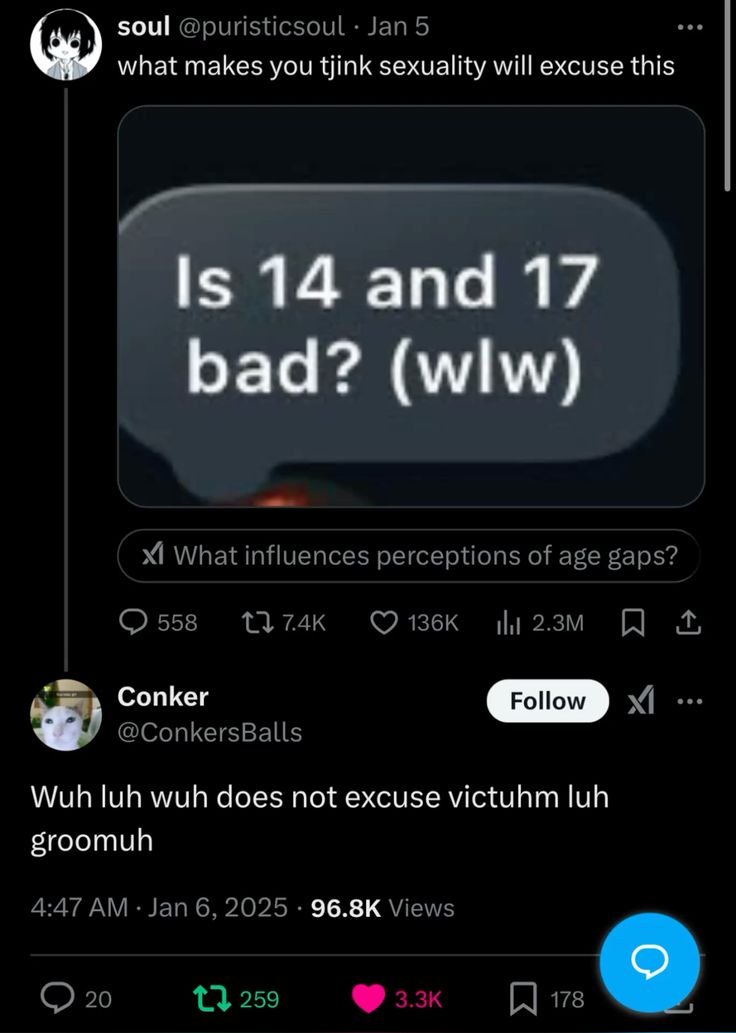 soul @puristicsoul · Jan 5
what makes you tjink sexuality will excuse this
Is 14 and 17
bad? (wlw)
What influences perceptions of age gaps?
558 7.4K 136K 2.3M
Conker
Follow
@ConkersBalls
Wuh luh wuh does not excuse victuhm luh
groomuh
4:47 AM · Jan 6, 2025 · 96.8K Views
20 259 3.3K 178